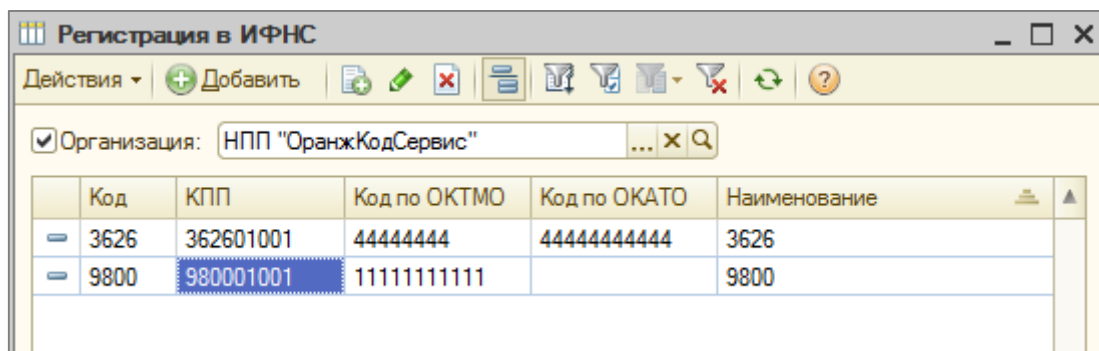 Регистрация в ИФНС
Действия Добавить
Организация: НПП "ОранжКодСервис" ...
Код КПП Код по ОКТМО Код по ОКАТО Наименование
3626 362601001 44444444 44444444444 3626
9800 980001001 11111111111 9800